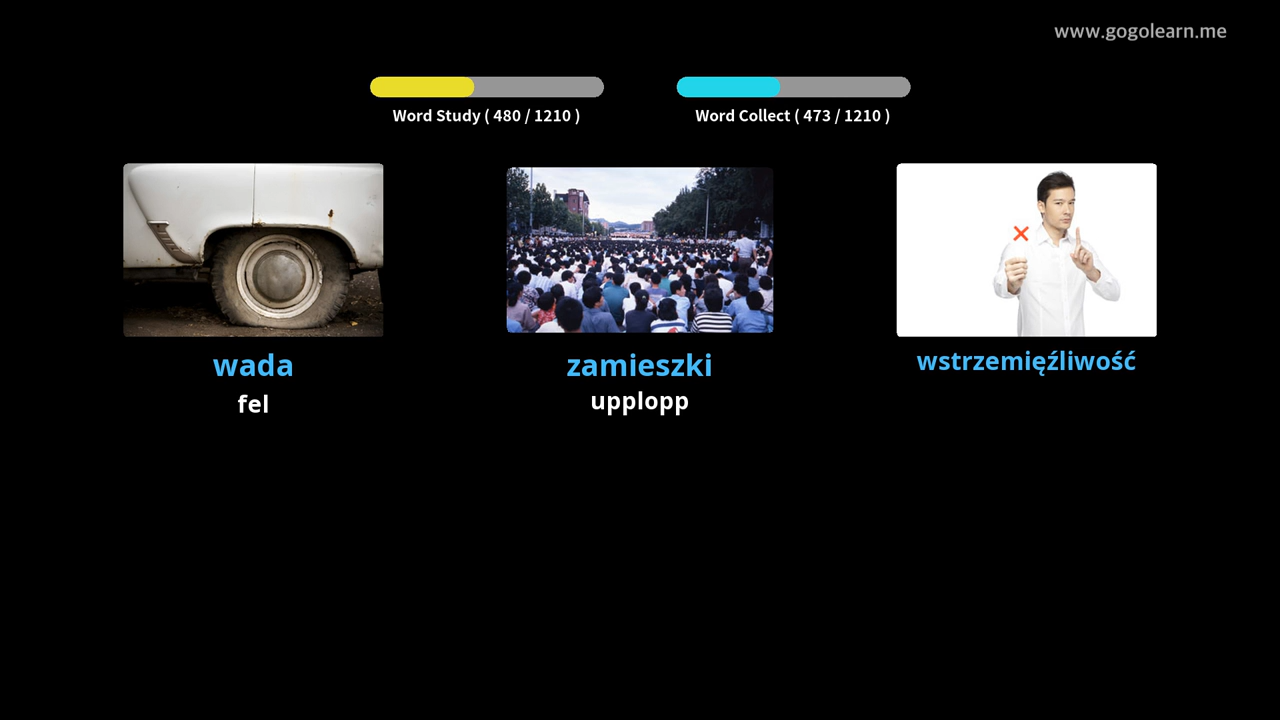 www.gogolearn.me
Word Study ( 480 / 1210 )
Word Collect ( 473 / 1210 )
wada
fel
zamieszki
upplopp
wstrzemięźliwość